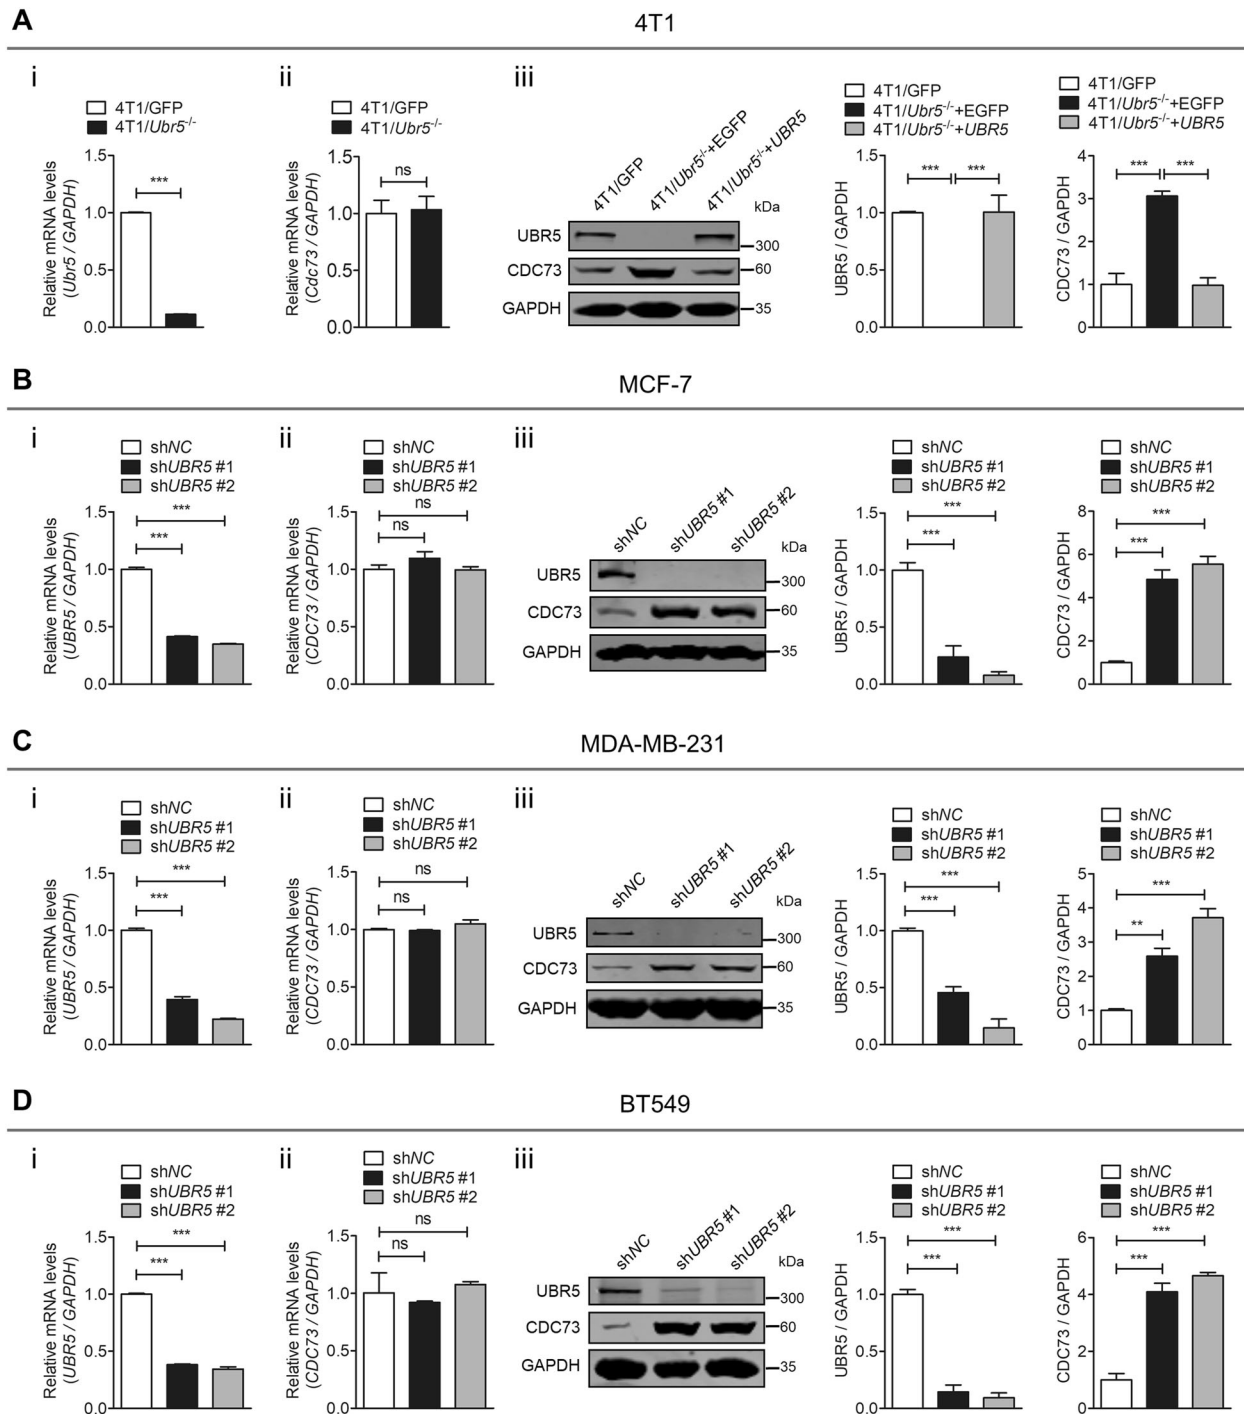 A
4T1
i
4T1/GFP
4T1/Ubr5-/-
Relative mRNA levels
(Ubr5 / GAPDH)
1.5
1.0
0.5
0.0
***
ii
4T1/GFP
4T1/Ubr5-/-
Relative mRNA levels
(Cdc73 / GAPDH)
1.5
1.0
0.5
0.0
ns
iii
4T1/GFP
4T1/Ubr5-/-+EGFP
4T1/Ubr5-/-+UBR5
kDa
UBR5
300
CDC73
60
GAPDH
35
4T1/GFP
4T1/Ubr5-/-+EGFP
4T1/Ubr5-/-+UBR5
UBR5 / GAPDH
1.5
1.0
0.5
0.0
*** ***
4T1/GFP
4T1/Ubr5-/-+EGFP
4T1/Ubr5-/-+UBR5
CDC73 / GAPDH
4
3
2
1
0
*** ***
B
MCF-7
i
shNC
shUBR5 #1
shUBR5 #2
Relative mRNA levels
(UBR5 / GAPDH)
1.5
1.0
0.5
0.0
***
***
ii
shNC
shUBR5 #1
shUBR5 #2
Relative mRNA levels
(CDC73 / GAPDH)
1.5
1.0
0.5
0.0
ns
ns
iii
shNC
shUBR5 #1
shUBR5 #2
kDa
UBR5
300
CDC73
60
GAPDH
35
shNC
shUBR5 #1
shUBR5 #2
UBR5 / GAPDH
1.5
1.0
0.5
0.0
***
***
shNC
shUBR5 #1
shUBR5 #2
CDC73 / GAPDH
8
6
4
2
0
***
***
C
MDA-MB-231
i
shNC
shUBR5 #1
shUBR5 #2
Relative mRNA levels
(UBR5 / GAPDH)
1.5
1.0
0.5
0.0
***
***
ii
shNC
shUBR5 #1
shUBR5 #2
Relative mRNA levels
(CDC73 / GAPDH)
1.5
1.0
0.5
0.0
ns
ns
iii
shNC
shUBR5 #1
shUBR5 #2
kDa
UBR5
300
CDC73
60
GAPDH
35
shNC
shUBR5 #1
shUBR5 #2
UBR5 / GAPDH
1.5
1.0
0.5
0.0
***
***
shNC
shUBR5 #1
shUBR5 #2
CDC73 / GAPDH
5
4
3
2
1
0
***
**
D
BT549
i
shNC
shUBR5 #1
shUBR5 #2
Relative mRNA levels
(UBR5 / GAPDH)
1.5
1.0
0.5
0.0
***
***
ii
shNC
shUBR5 #1
shUBR5 #2
Relative mRNA levels
(CDC73 / GAPDH)
1.5
1.0
0.5
0.0
ns
ns
iii
shNC
shUBR5 #1
shUBR5 #2
kDa
UBR5
300
CDC73
60
GAPDH
35
shNC
shUBR5 #1
shUBR5 #2
UBR5 / GAPDH
1.5
1.0
0.5
0.0
***
***
shNC
shUBR5 #1
shUBR5 #2
CDC73 / GAPDH
6
4
2
0
***
***